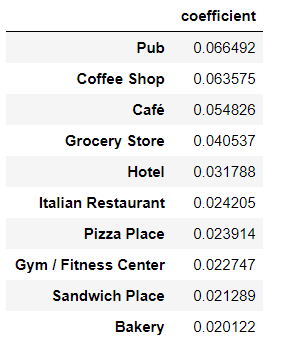 coefficient
Pub 0.066492
Coffee Shop 0.063575
Café 0.054826
Grocery Store 0.040537
Hotel 0.031788
Italian Restaurant 0.024205
Pizza Place 0.023914
Gym / Fitness Center 0.022747
Sandwich Place 0.021289
Bakery 0.020122